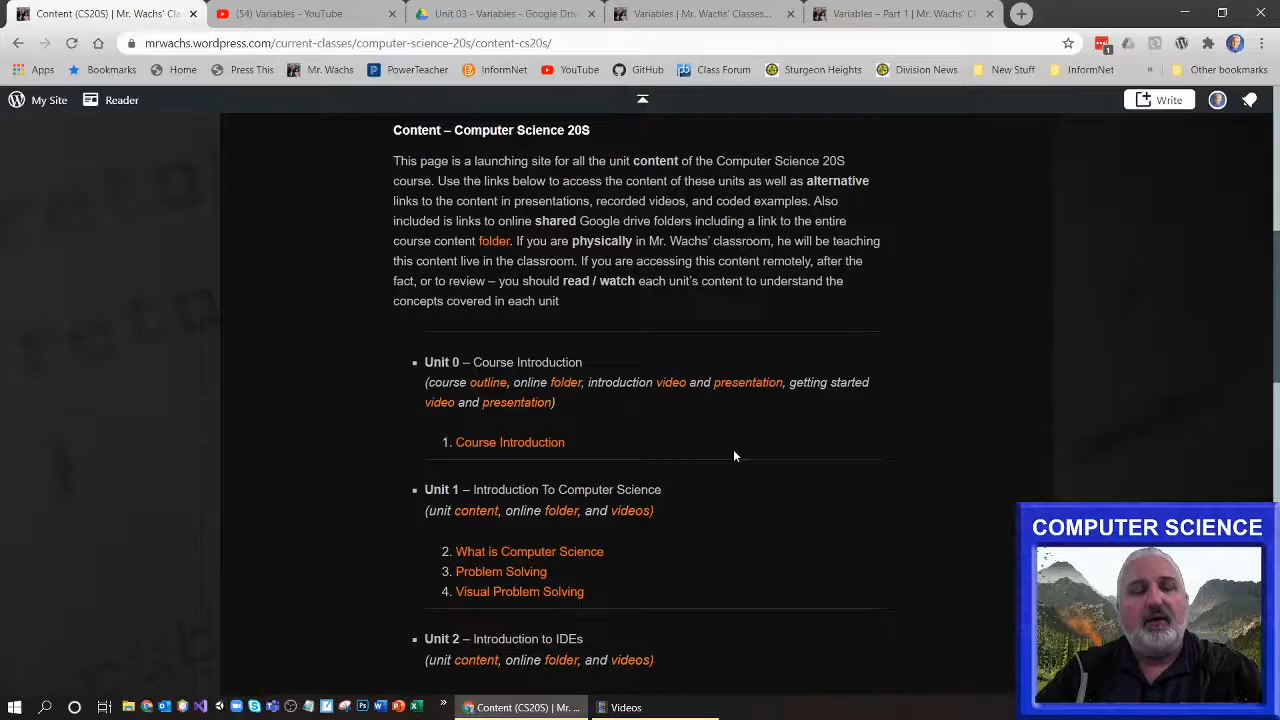 Content (CS20S) | Mr. Wachs' Cla
(54) Variables - YouTube
Unit 03 - Google Driv
Variables | Mr. Wachs' Classes...
Variables – Part 1 | Mr. Wachs' Cl
mrwachs.wordpress.com/current-classes/computer-science-20s/content-cs20s/
1
Apps
Bookmarks
Home
Press This
Mr. Wachs
PowerTeacher
InformNet
YouTube
GitHub
Class Forum
Sturgeon Heights
Division News
New Stuff
InformNet
»
Other bookmarks
My Site
Reader
Write
Content – Computer Science 20S
This page is a launching site for all the unit content of the Computer Science 20S
course. Use the links below to access the content of these units as well as alternative
links to the content in presentations, recorded videos, and coded examples. Also
included is links to online shared Google drive folders including a link to the entire
course content folder. If you are physically in Mr. Wachs' classroom, he will be teaching
this content live in the classroom. If you are accessing this content remotely, after the
fact, or to review – you should read / watch each unit's content to understand the
concepts covered in each unit
Unit 0 – Course Introduction
(course outline, online folder, introduction video and presentation, getting started
video and presentation)
1. Course Introduction
Unit 1 – Introduction To Computer Science
(unit content, online folder, and videos)
2. What is Computer Science
3. Problem Solving
4. Visual Problem Solving
Unit 2 – Introduction to IDEs
(unit content, online folder, and videos)
COMPUTER SCIENCE
Content (CS20S) | Mr. ...
Videos